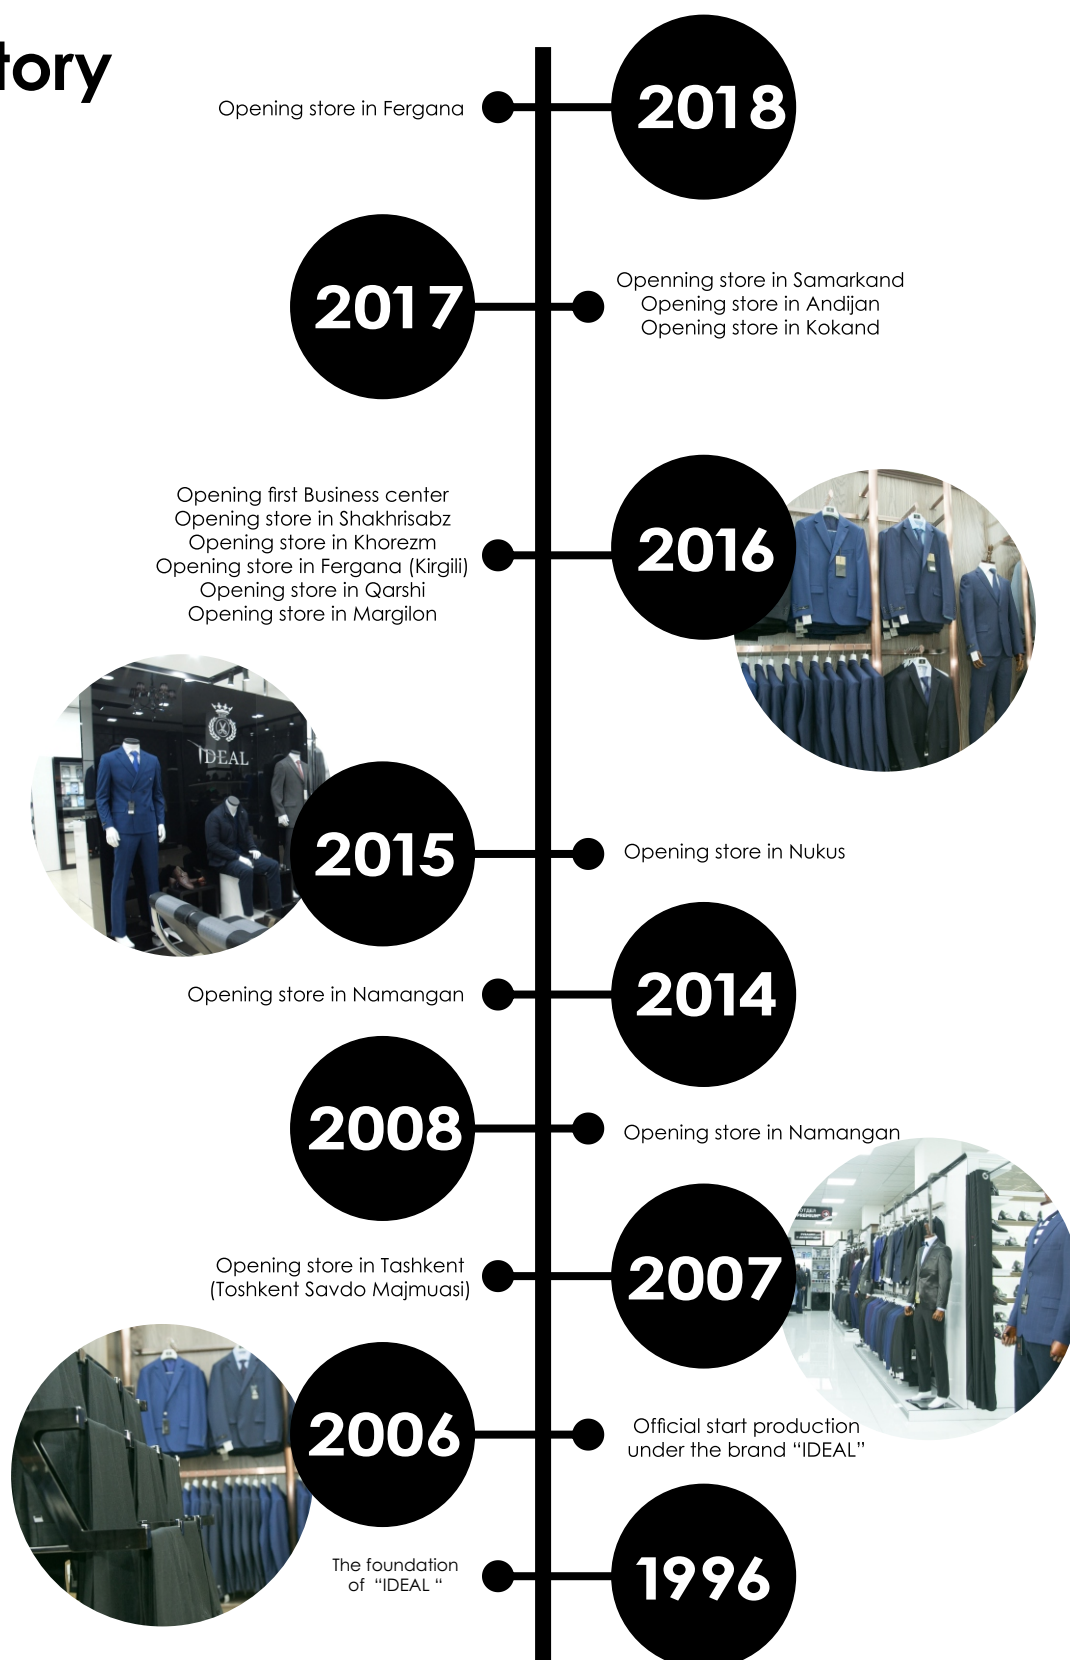 tory
2018
Opening store in Fergana
2017
Openning store in Samarkand
Opening store in Andijan
Opening store in Kokand
2016
Opening first Business center
Opening store in Shakhrisabz
Opening store in Khorezm
Opening store in Fergana (Kirgili)
Opening store in Qarshi
Opening store in Margilon
IDEAL
2015
Opening store in Nukus
2014
Opening store in Namangan
2008
Opening store in Namangan
2007
Opening store in Tashkent
(Toshkent Savdo Majmuasi)
ОТДЕЛ
2006
Official start production
under the brand “IDEAL”
1996
The foundation
of “IDEAL “